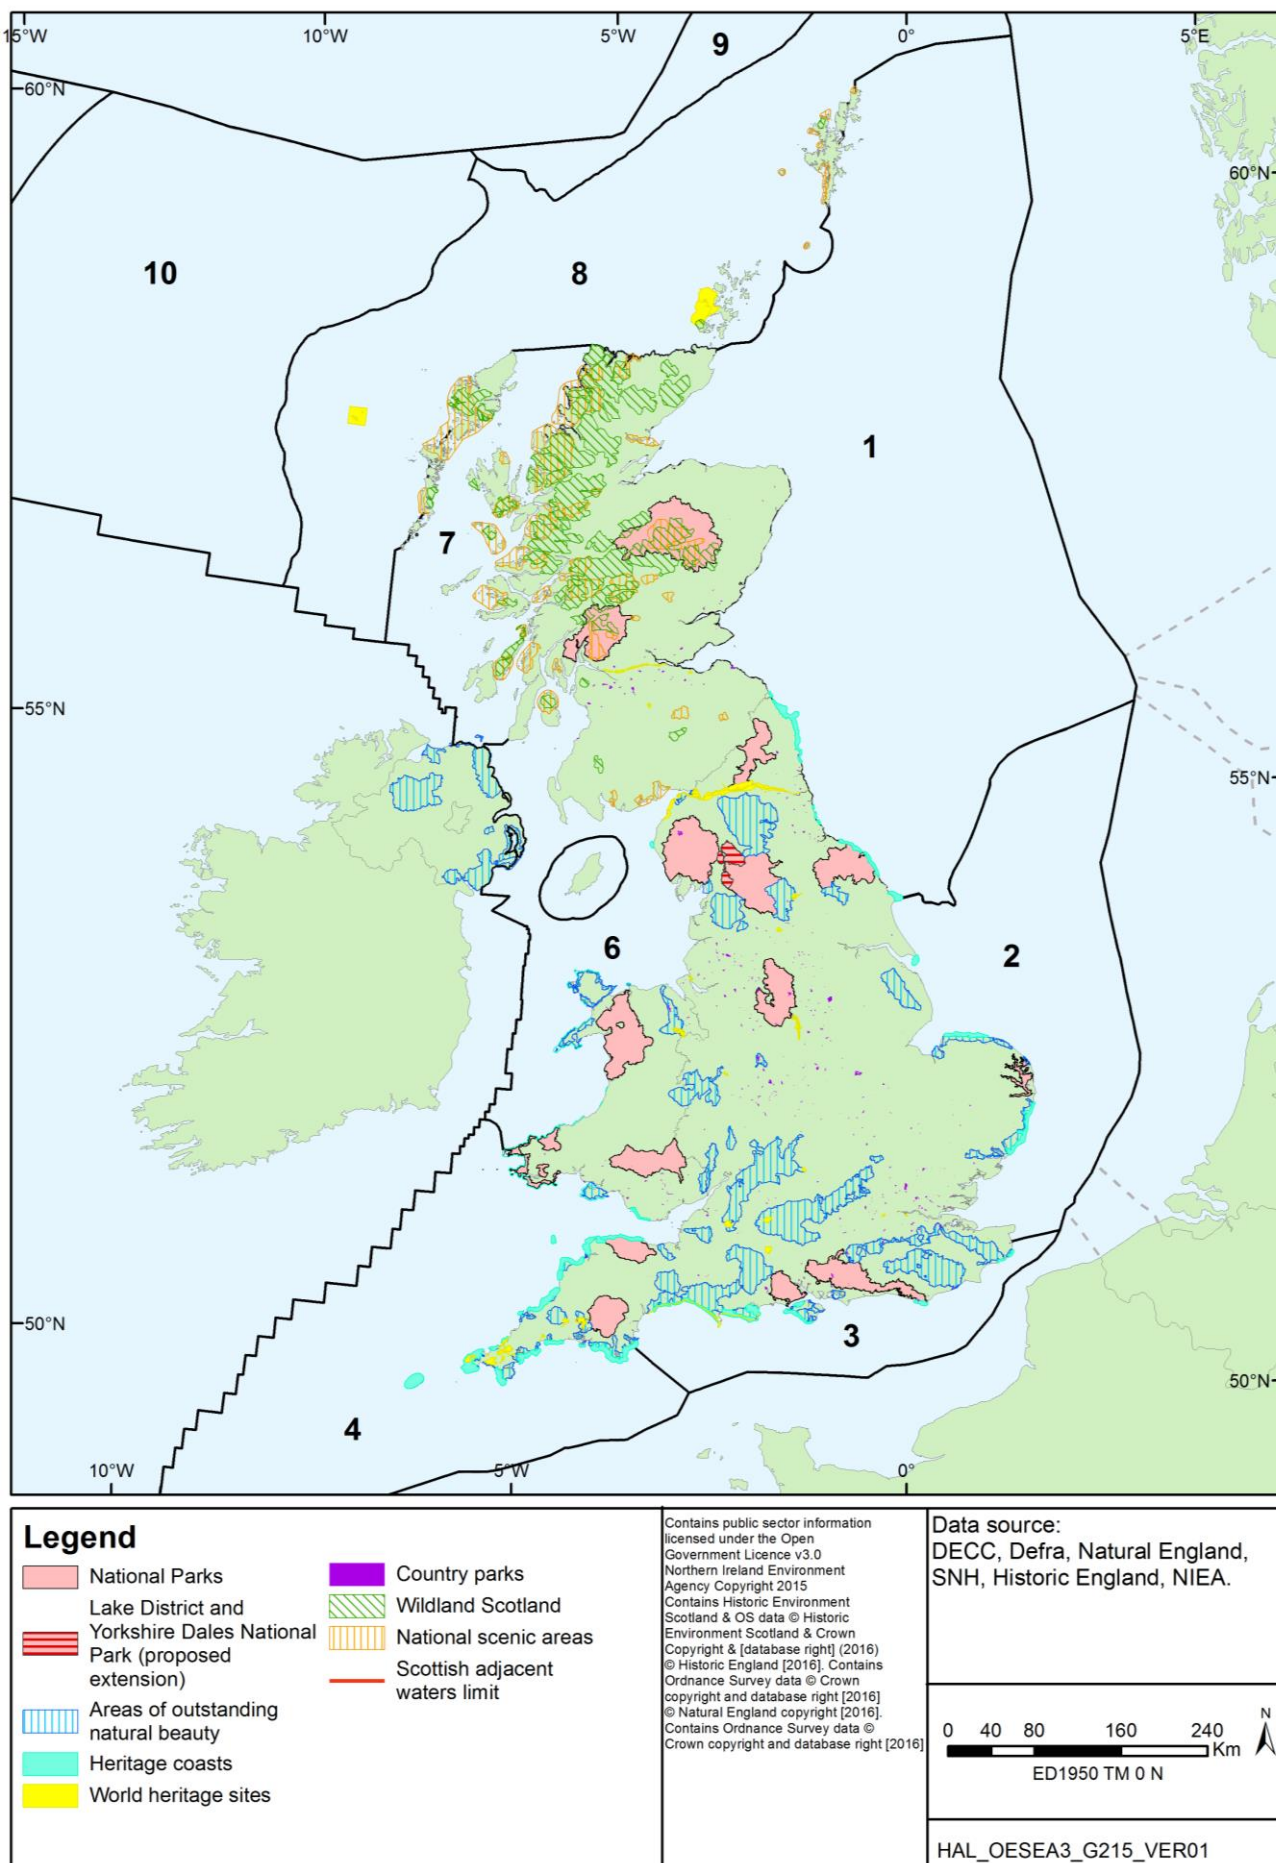 15°W
10°W
5°W
0°
5°E
9
60°N
60°N
10
8
1
7
55°N
55°N
6
2
50°N
3
50°N
4
10°W
5°W
0°
Legend
National Parks
Lake District and
Yorkshire Dales National
Park (proposed
extension)
Areas of outstanding
natural beauty
Heritage coasts
World heritage sites
Country parks
Wildland Scotland
National scenic areas
Scottish adjacent
waters limit
Contains public sector information
licensed under the Open
Government Licence v3.0
Northern Ireland Environment
Agency Copyright 2015
Contains Historic Environment
Scotland & OS data © Historic
Environment Scotland & Crown
Copyright & [database right] (2016)
© Historic England [2016]. Contains
Ordnance Survey data © Crown
copyright and database right [2016]
© Natural England copyright [2016].
Contains Ordnance Survey data ©
Crown copyright and database right [2016]
Data source:
DECC, Defra, Natural England,
SNH, Historic England, NIEA.
0 40 80 160 240
Km
N
ED1950 TM 0 N
HAL_OESEA3_G215_VER01